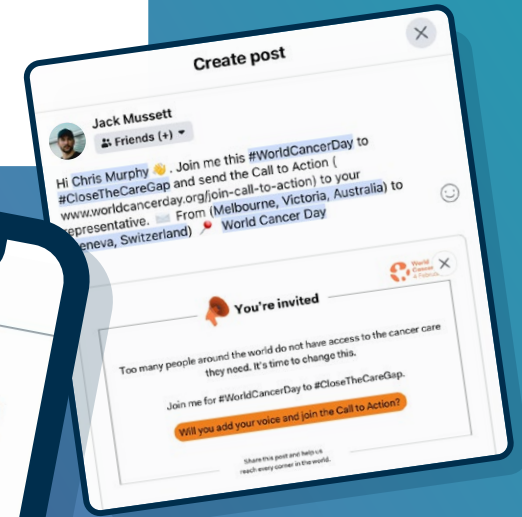 Create post
Jack Mussett
Friends (+)
Hi Chris Murphy 👋 . Join me this #WorldCancerDay to
#CloseTheCareGap and send the Call to Action (
www.worldcancerday.org/join-call-to-action) to your
representative. ✉️ From (Melbourne, Victoria, Australia) to
eneva, Switzerland) 📍 World Cancer Day
World
Cancer
You're invited
Too many people around the world do not have access to the cancer care
they need. It's time to change this.
Join me for #WorldCancerDay to #CloseTheCareGap.
Will you add your voice and join the Call to Action?
Share this post and help us
reach every corner in the world.